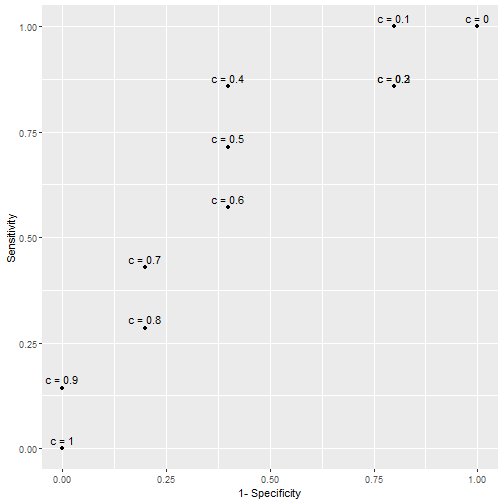 1.00
0.75
0.50
0.25
0.00
Sensitivity
c = 0.1
c = 0
c = 0.4
c = 0.5
c = 0.6
c = 0.7
c = 0.8
c = 0.9
c = 1
0.00
0.25
0.50
0.75
1.00
1- Specificity